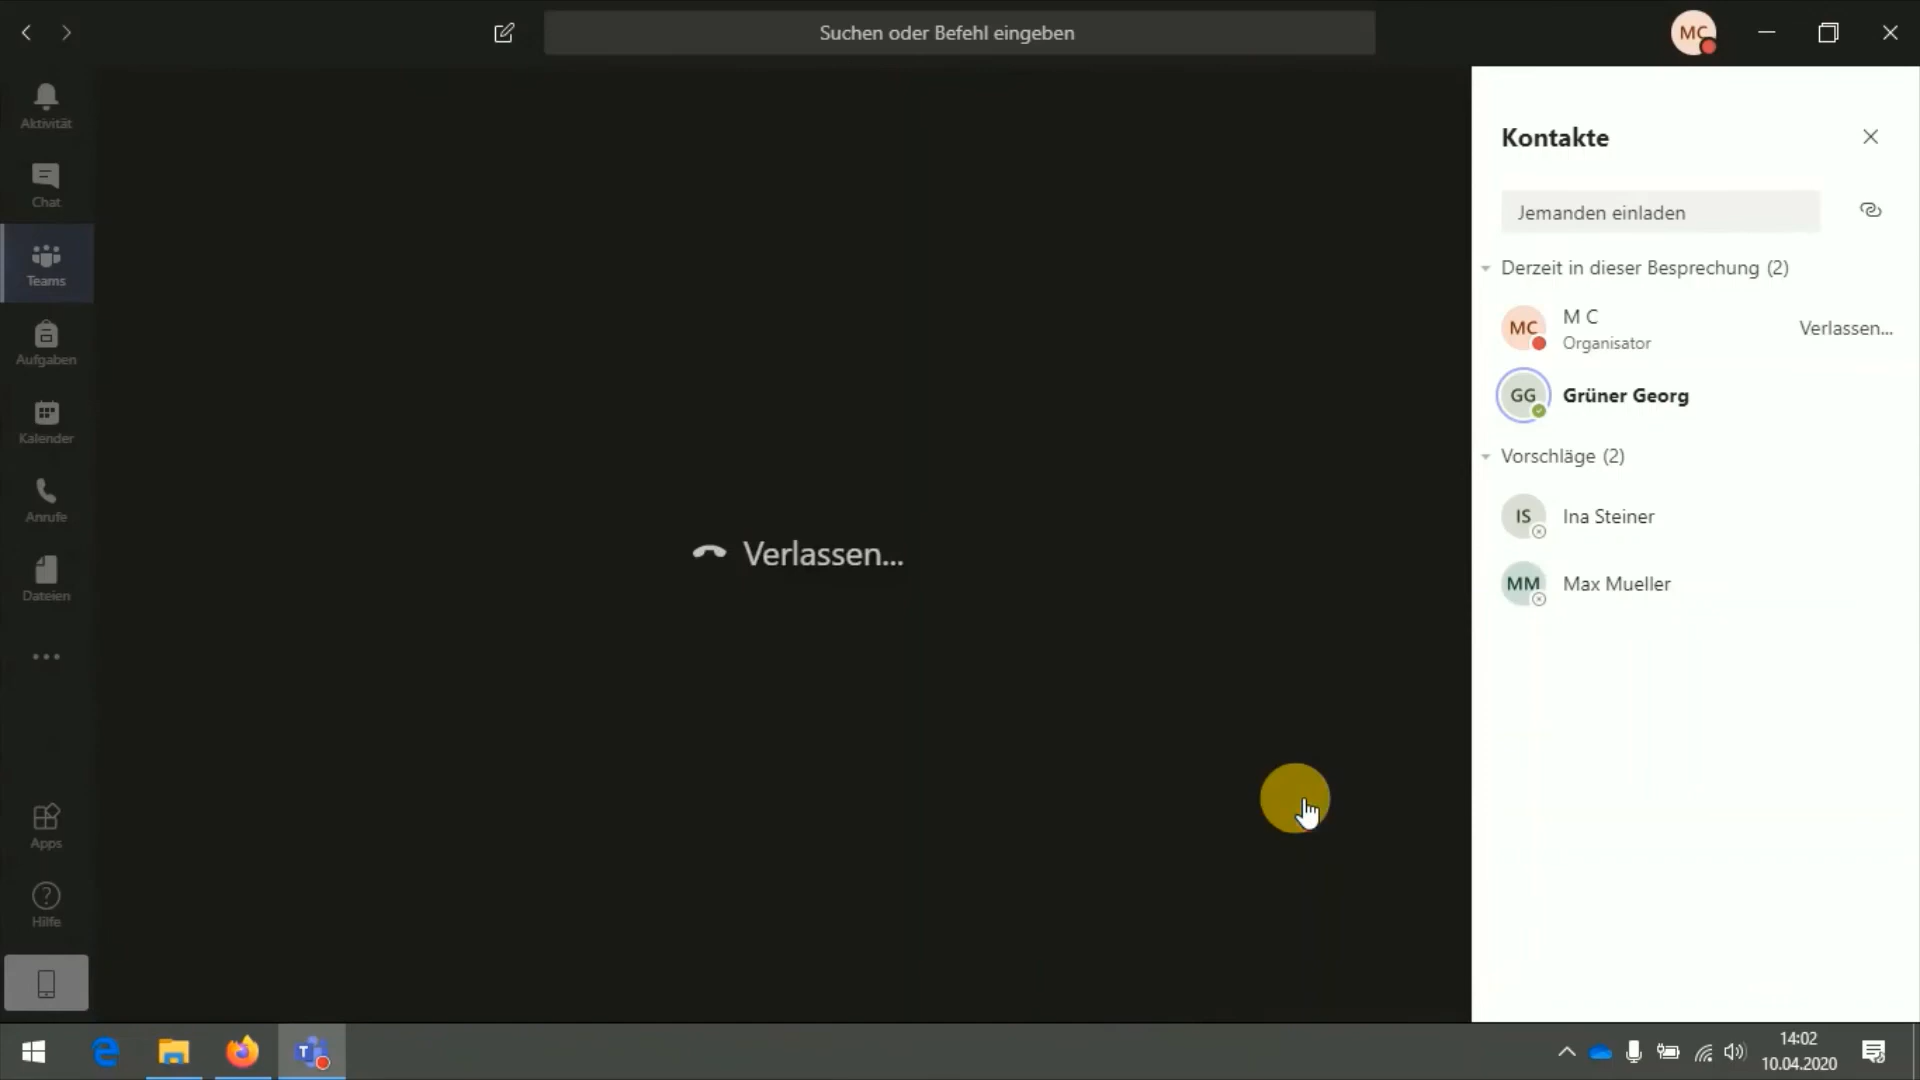 Suchen oder Befehl eingeben
MC
Aktivität
Chat
Teams
Aufgaben
Kalender
Anrufe
Dateien
Apps
Hilfe
Verlassen...
Kontakte
Jemanden einladen
Derzeit in dieser Besprechung (2)
MC
M C
Organisator
Verlassen...
GG
Grüner Georg
Vorschläge (2)
IS
Ina Steiner
MM
Max Mueller
14:02
10.04.2020